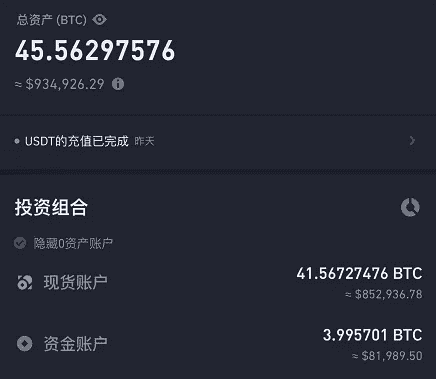 总资产 (BTC)
45.56297576
≈ $934,926.29
USDT的充值已完成 昨天
投资组合
隐藏0资产账户
现货账户 41.56727476 BTC
≈ $852,936.78
资金账户 3.995701 BTC
≈ $81,989.50